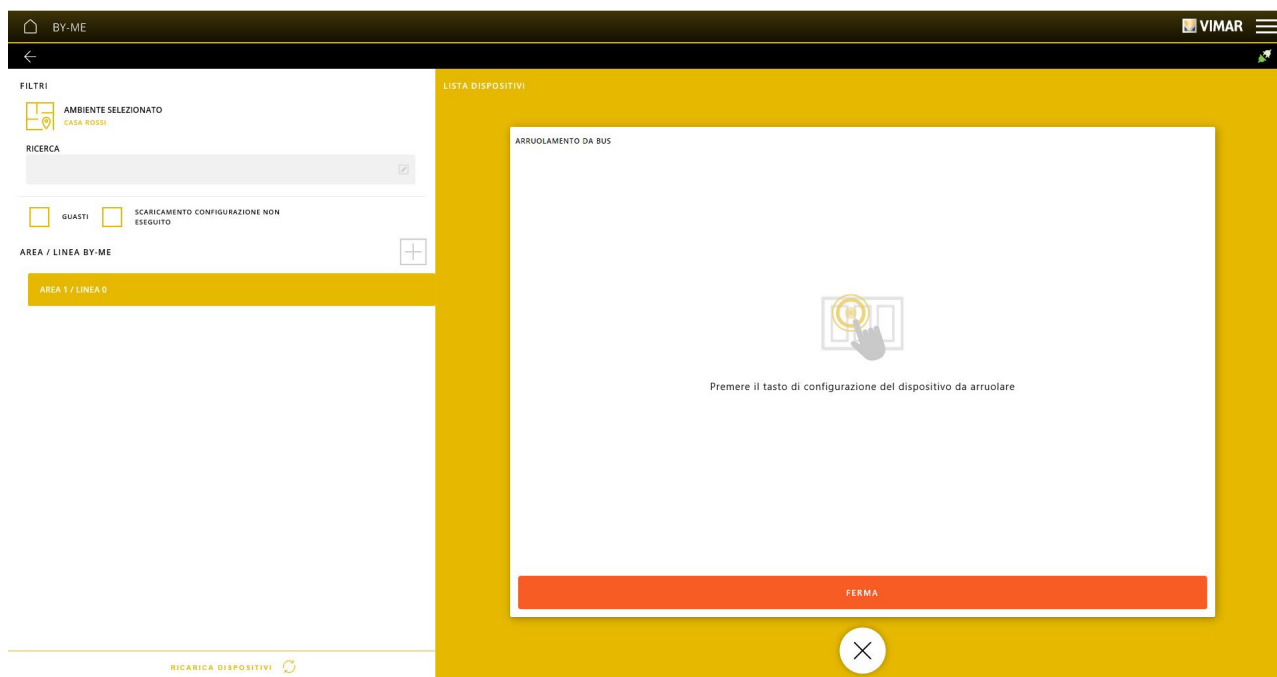 BY-ME
VIMAR
FILTRI
AMBIENTE SELEZIONATO
CASA ROSSI
RICERCA
GUASTI
SCARICAMENTO CONFIGURAZIONE NON
ESEGUITO
AREA / LINEA BY-ME
AREA 1 / LINEA 0
RICARICA DISPOSITIVI
LISTA DISPOSITIVI
ARRUOLAMENTO DA BUS
Premere il tasto di configurazione del dispositivo da arruolare
FERMA